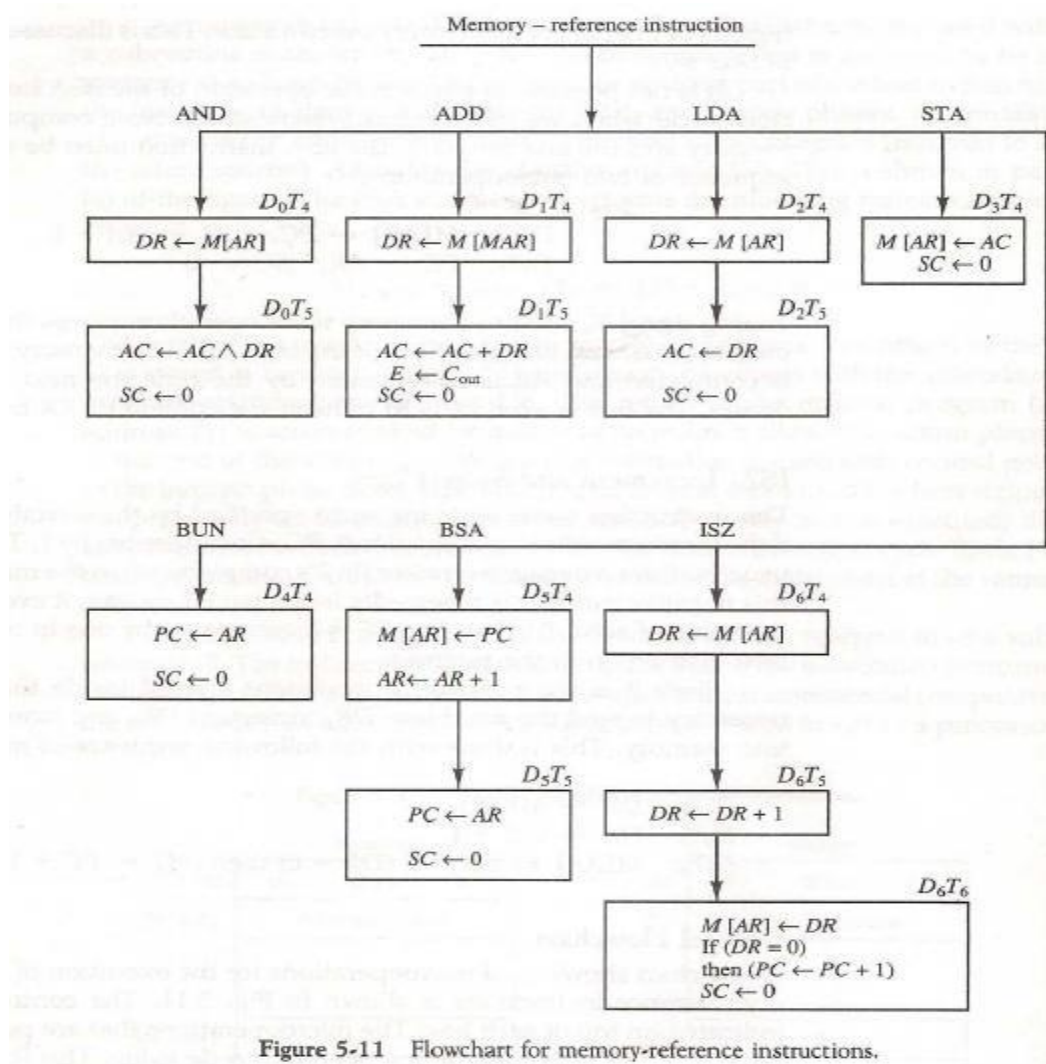 Memory – reference instruction
AND ADD LDA STA
D₀T₄ D₁T₄ D₂T₄ D₃T₄
DR ← M[AR] DR ← M [MAR] DR ← M [AR] M [AR] ← AC
SC ← 0
D₀T₅ D₁T₅ D₂T₅
AC ← AC ∧ DR AC ← AC + DR AC ← DR
SC ← 0 E ← Cout SC ← 0
SC ← 0
BUN BSA ISZ
D₄T₄ D₅T₄ D₆T₄
PC ← AR M [AR] ← PC DR ← M [AR]
SC ← 0 AR ← AR + 1
D₅T₅ D₆T₅
PC ← AR DR ← DR + 1
SC ← 0
D₆T₆
M [AR] ← DR
If (DR = 0)
then (PC ← PC + 1)
SC ← 0
Figure 5-11 Flowchart for memory-reference instructions.